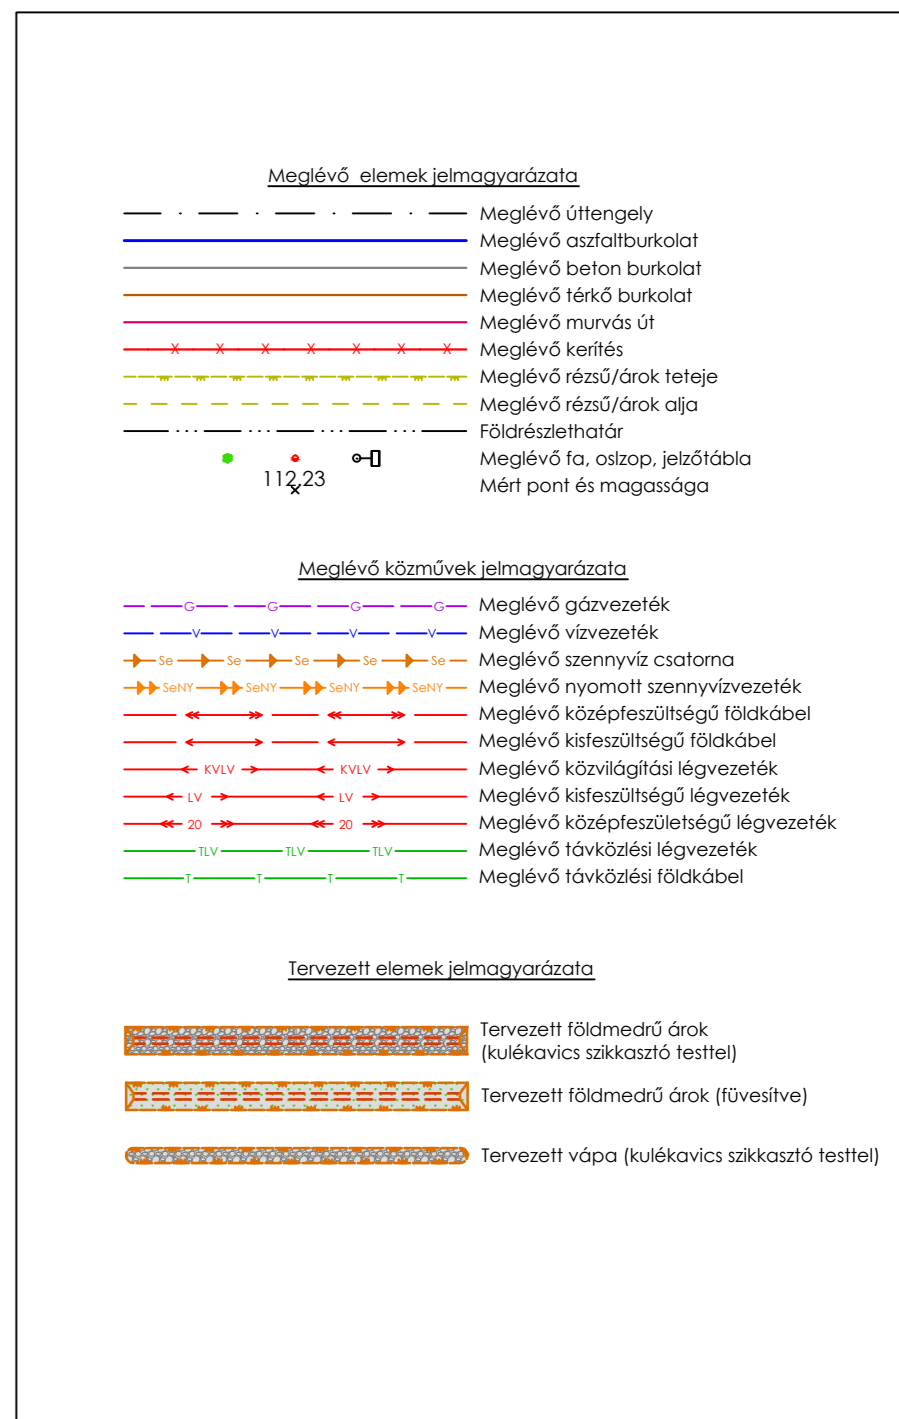 Meglévő elemek jelmagyarázata
Meglévő úttengely
Meglévő aszfaltburkolat
Meglévő beton burkolat
Meglévő térkő burkolat
Meglévő murvás út
X X X X X X X Meglévő kerítés
Meglévő rézsű/árok teteje
Meglévő rézsű/árok alja
Földrészlethatár
Meglévő fa, oslzop, jelzőtábla
112.23
Mért pont és magassága
Meglévő közművek jelmagyarázata
G G G G Meglévő gázvezeték
V V V V Meglévő vízvezeték
Se Se Se Se Se Meglévő szennyvíz csatorna
SeNY SeNY SeNY SeNY Meglévő nyomott szennyvízvezeték
Meglévő középfeszültségű földkábel
Meglévő kisfeszültségű földkábel
KVLV KVLV Meglévő közvilágítási légvezeték
LV LV Meglévő kisfeszültségű légvezeték
20 20 Meglévő középfeszületségű légvezeték
TLV TLV TLV Meglévő távközlési légvezeték
T T T T Meglévő távközlési földkábel
Tervezett elemek jelmagyarázata
Tervezett földmedrű árok
(kulékavics szikkasztó testtel)
Tervezett földmedrű árok (füvesítve)
Tervezett vápa (kulékavics szikkasztó testtel)